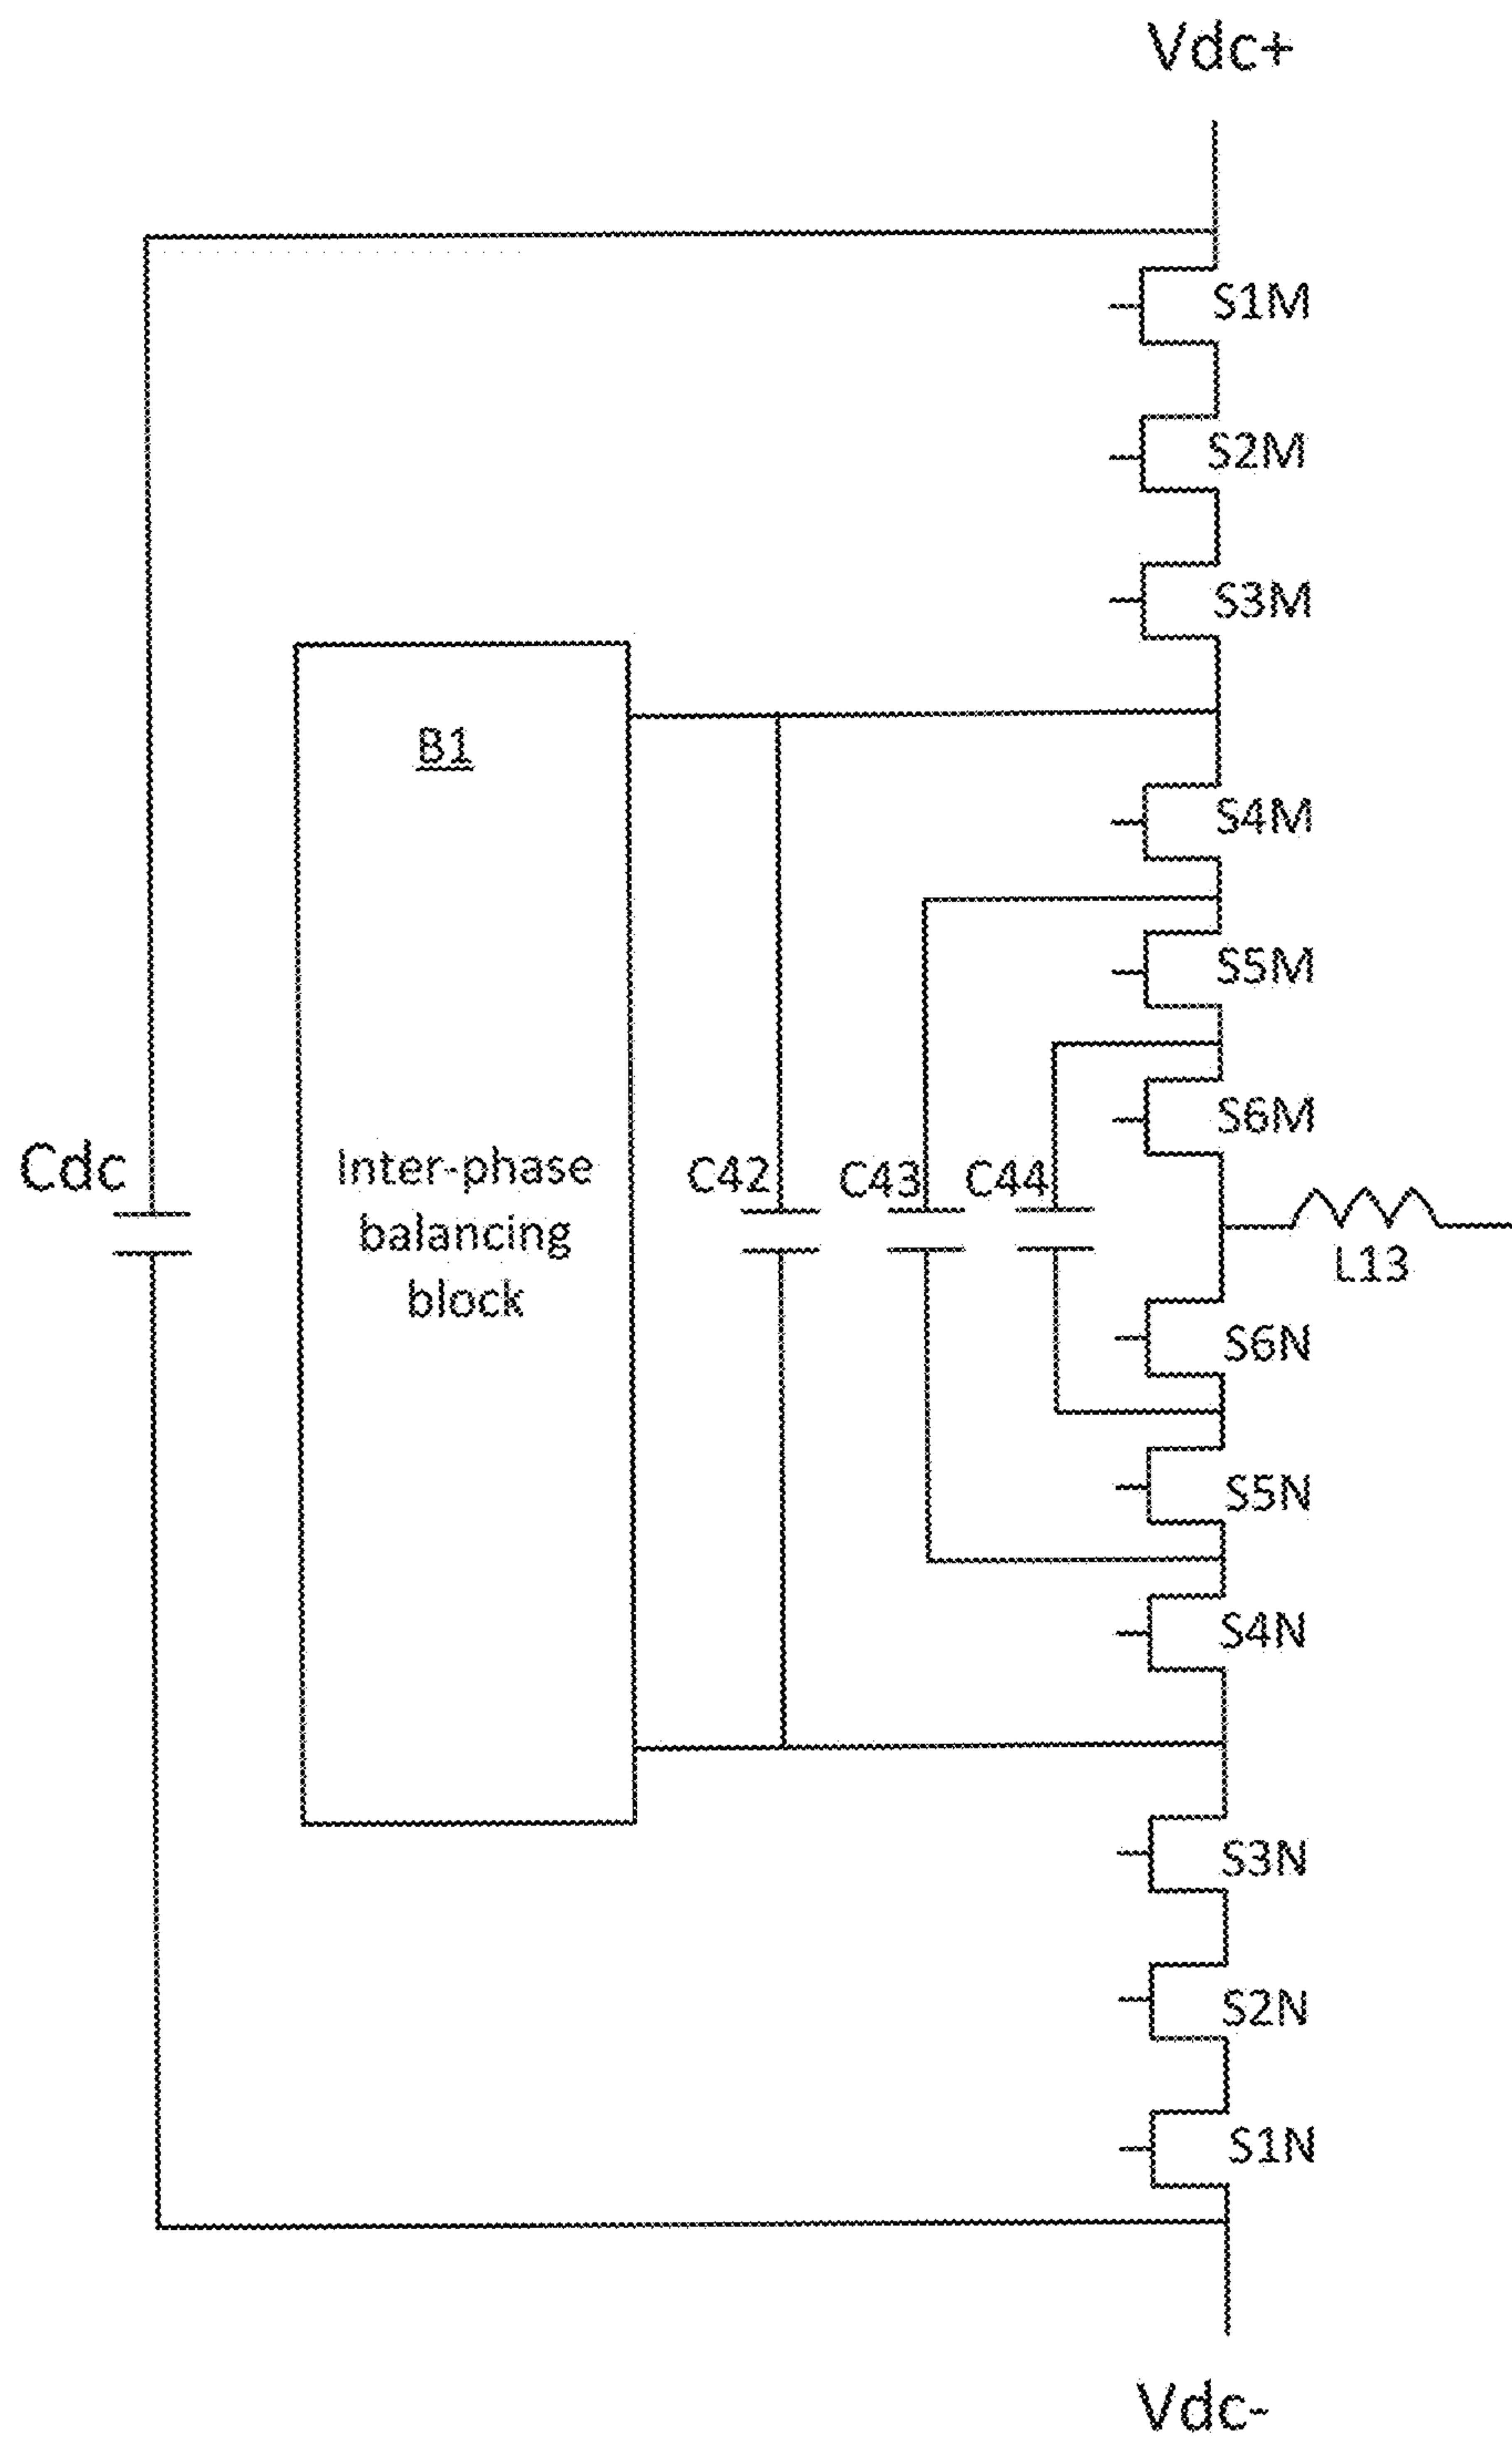 Vdc+
S1M
S2M
S3M
B1
S4M
S5M
S6M
Cdc
Inter-phase
balancing
block
C42
C43
C44
L13
S6N
S5N
S4N
S3N
S2N
S1N
Vdc-